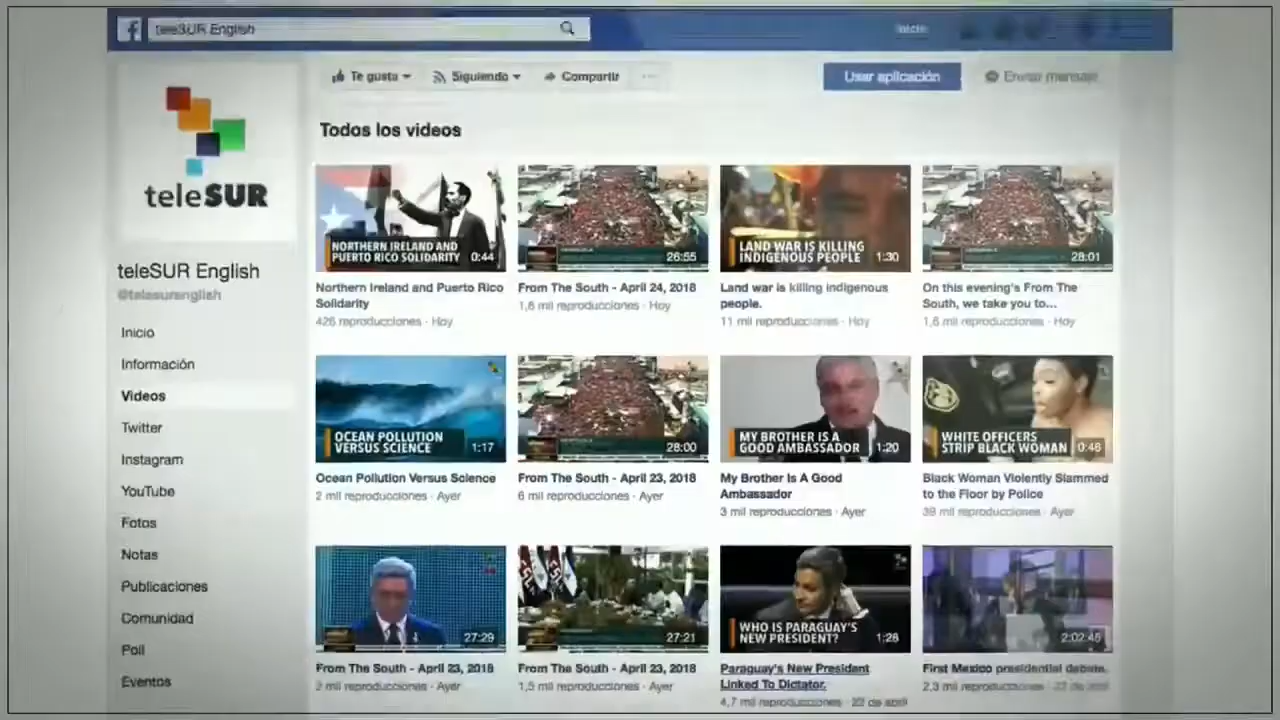 teleSUR English
Inicio
Te gusta
Siguiendo
Compartir
Usar aplicación
Enviar mensaje
teleSUR
teleSUR English
@telesurenglish
Inicio
Información
Videos
Twitter
Instagram
YouTube
Fotos
Notas
Publicaciones
Comunidad
Poll
Eventos
Todos los videos
NORTHERN IRELAND AND
PUERTO RICO SOLIDARITY
0:44
Northern Ireland and Puerto Rico
Solidarity
426 reproducciones · Hoy
26:55
From The South - April 24, 2018
1,8 mil reproducciones · Hoy
LAND WAR IS KILLING
INDIGENOUS PEOPLE
1:30
Land war is killing indigenous
people.
11 mil reproducciones · Hoy
28:01
On this evening's From The
South, we take you to...
1,6 mil reproducciones · Hoy
OCEAN POLLUTION
VERSUS SCIENCE
1:17
Ocean Pollution Versus Science
2 mil reproducciones · Ayer
28:00
From The South - April 23, 2018
6 mil reproducciones · Ayer
MY BROTHER IS A
GOOD AMBASSADOR
1:20
My Brother Is A Good
Ambassador
3 mil reproducciones · Ayer
WHITE OFFICERS
STRIP BLACK WOMAN
0:48
Black Woman Violently Slammed
to the Floor by Police
39 mil reproducciones · Ayer
27:29
From The South - April 23, 2018
2 mil reproducciones · Ayer
27:21
From The South - April 23, 2018
1,5 mil reproducciones · Ayer
WHO IS PARAGUAY'S
NEW PRESIDENT?
1:28
Paraguay's New President
Linked To Dictator.
4,7 mil reproducciones · 22 de abril
2:02:45
First Mexico presidential debate.
2,3 mil reproducciones · 22 de abril